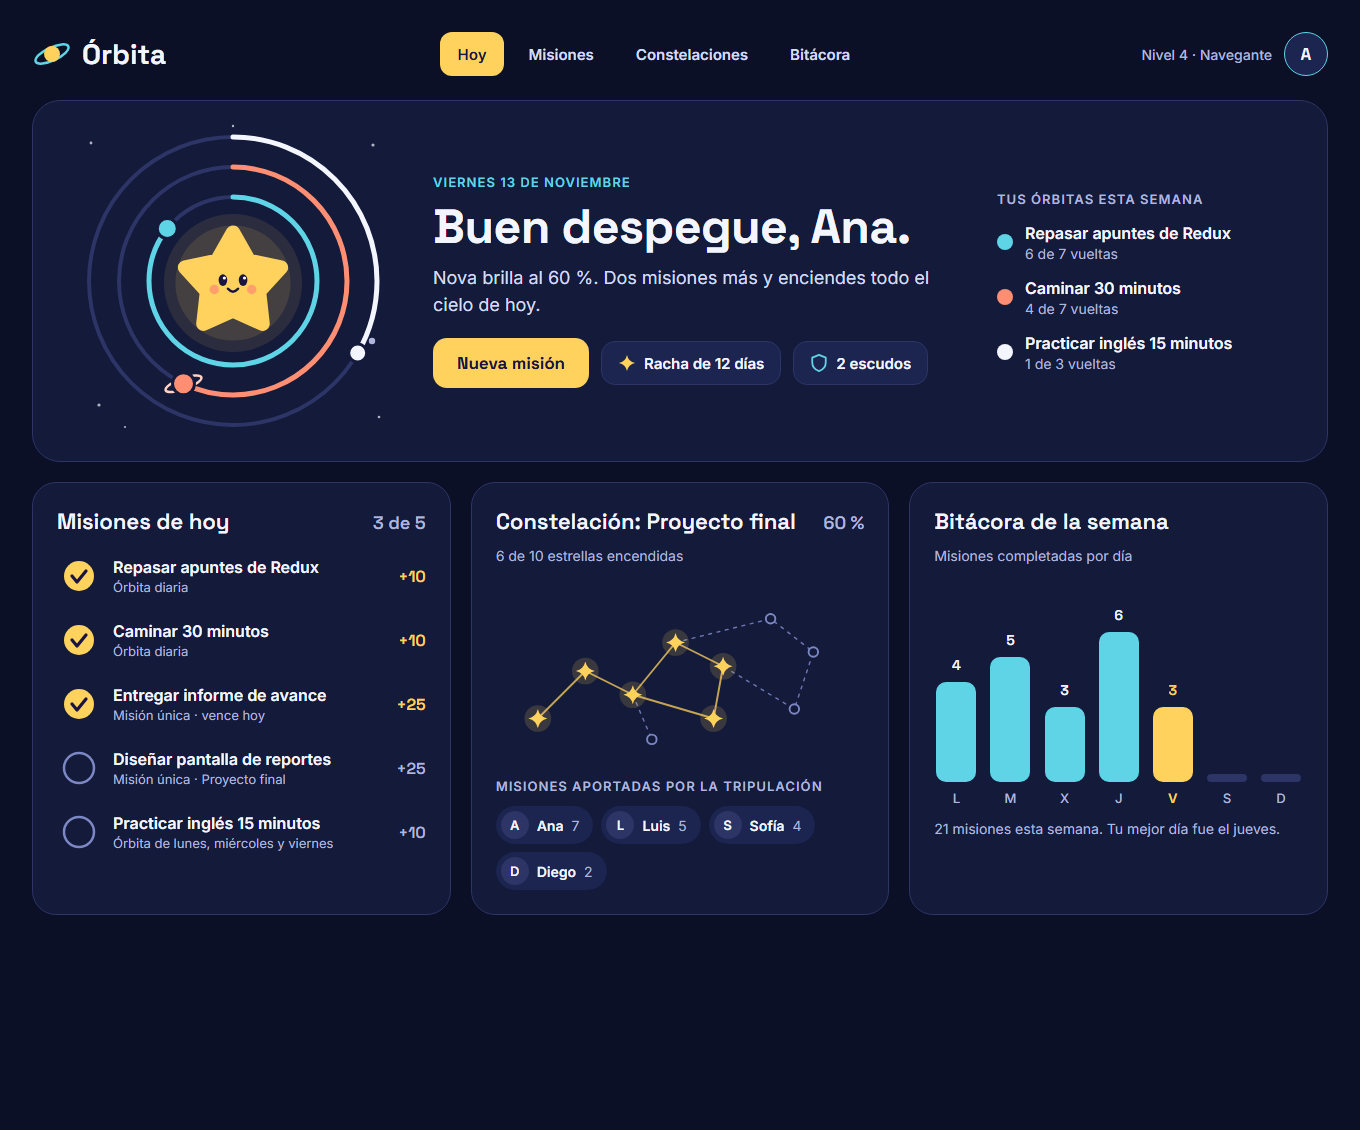 Órbita
Hoy
Misiones
Constelaciones
Bitácora
Nivel 4 · Navegante
A
VIERNES 13 DE NOVIEMBRE
Buen despegue, Ana.
Nova brilla al 60 %. Dos misiones más y enciendes todo el
cielo de hoy.
Nueva misión
Racha de 12 días
2 escudos
TUS ÓRBITAS ESTA SEMANA
Repasar apuntes de Redux
6 de 7 vueltas
Caminar 30 minutos
4 de 7 vueltas
Practicar inglés 15 minutos
1 de 3 vueltas
Misiones de hoy
3 de 5
Repasar apuntes de Redux
Órbita diaria
+10
Caminar 30 minutos
Órbita diaria
+10
Entregar informe de avance
Misión única · vence hoy
+25
Diseñar pantalla de reportes
Misión única · Proyecto final
+25
Practicar inglés 15 minutos
Órbita de lunes, miércoles y viernes
+10
Constelación: Proyecto final
60 %
6 de 10 estrellas encendidas
MISIONES APORTADAS POR LA TRIPULACIÓN
A Ana 7
L Luis 5
S Sofía 4
D Diego 2
Bitácora de la semana
Misiones completadas por día
4 5 3 6 3
L M X J V S D
21 misiones esta semana. Tu mejor día fue el jueves.